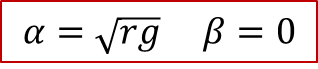 α = √rg β = 0